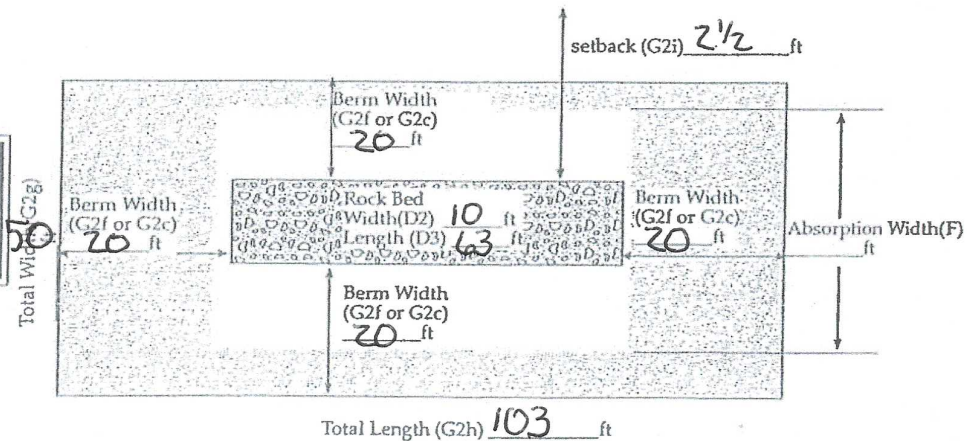 setback (G2i) 2 1/2 ft
Berm Width
(G2f or G2c)
20 ft
Total Width (G2g)
50
Berm Width
(G2f or G2c)
20 ft
Rock Bed
Width(D2) 10 ft
Length (D3) 63 ft
Berm Width
(G2f or G2c)
20 ft
Absorption Width(F)
ft
Berm Width
(G2f or G2c)
20 ft
Total Length (G2h) 103 ft